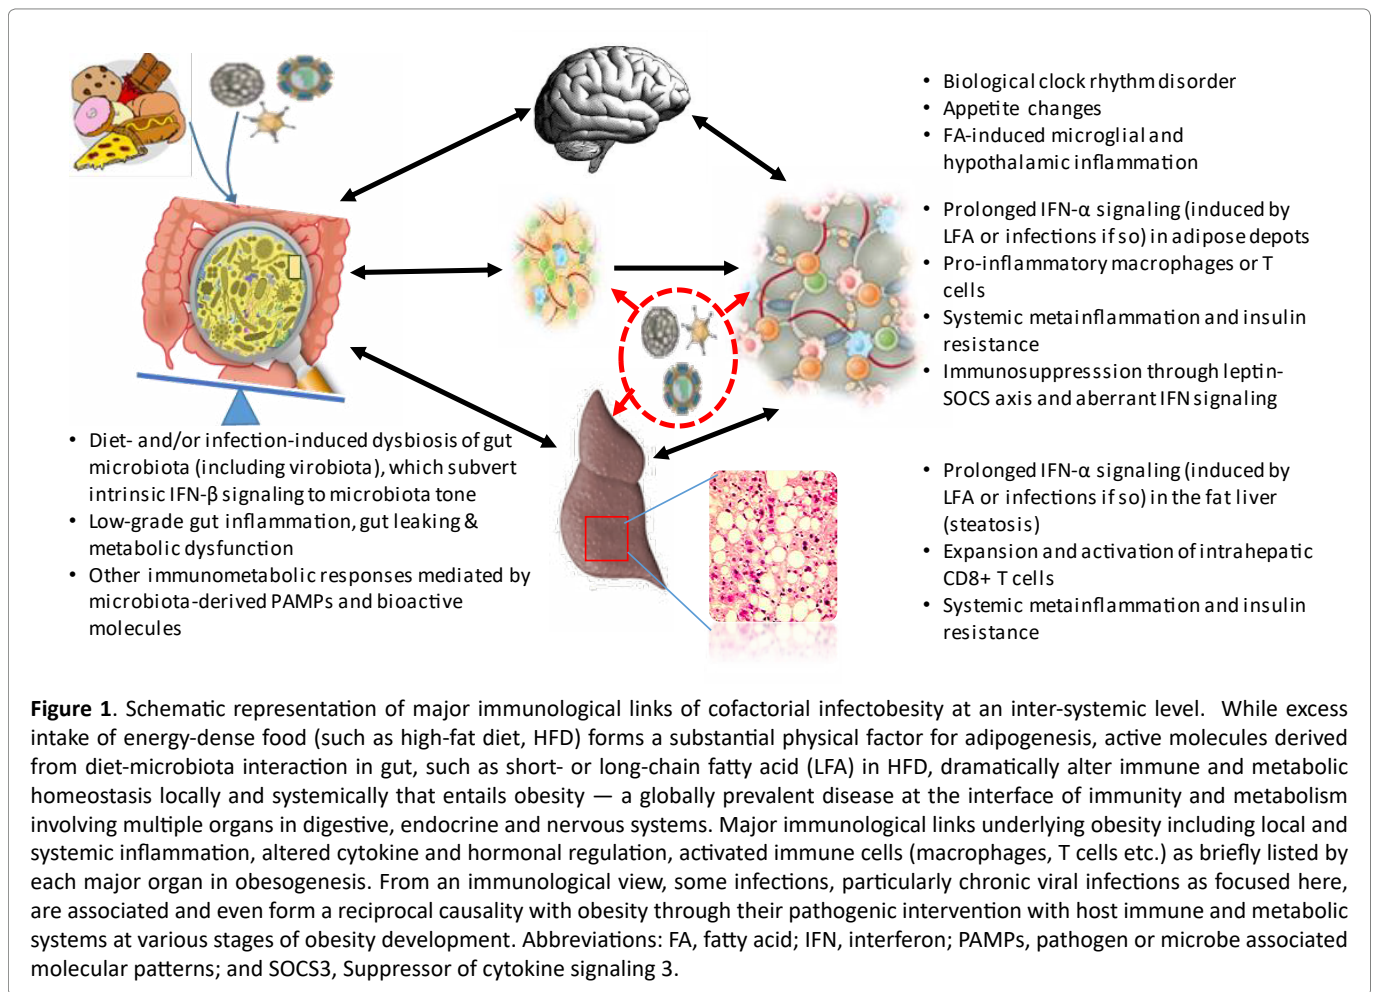 • Biological clock rhythm disorder
• Appetite changes
• FA-induced microglial and
hypothalamic inflammation
• Prolonged IFN-α signaling (induced by
LFA or infections if so) in adipose depots
• Pro-inflammatory macrophages or T
cells
• Systemic metainflammation and insulin
resistance
• Immunosuppresssion through leptin-
SOCS axis and aberrant IFN signaling
• Diet- and/or infection-induced dysbiosis of gut
microbiota (including virobiota), which subvert
intrinsic IFN-β signaling to microbiota tone
• Low-grade gut inflammation, gut leaking &
metabolic dysfunction
• Other immunometabolic responses mediated by
microbiota-derived PAMPs and bioactive
molecules
• Prolonged IFN-α signaling (induced by
LFA or infections if so) in the fat liver
(steatosis)
• Expansion and activation of intrahepatic
CD8+ T cells
• Systemic metainflammation and insulin
resistance
Figure 1. Schematic representation of major immunological links of cofactorial infectobesity at an inter-systemic level. While excess
intake of energy-dense food (such as high-fat diet, HFD) forms a substantial physical factor for adipogenesis, active molecules derived
from diet-microbiota interaction in gut, such as short- or long-chain fatty acid (LFA) in HFD, dramatically alter immune and metabolic
homeostasis locally and systemically that entails obesity — a globally prevalent disease at the interface of immunity and metabolism
involving multiple organs in digestive, endocrine and nervous systems. Major immunological links underlying obesity including local and
systemic inflammation, altered cytokine and hormonal regulation, activated immune cells (macrophages, T cells etc.) as briefly listed by
each major organ in obesogenesis. From an immunological view, some infections, particularly chronic viral infections as focused here,
are associated and even form a reciprocal causality with obesity through their pathogenic intervention with host immune and metabolic
systems at various stages of obesity development. Abbreviations: FA, fatty acid; IFN, interferon; PAMPs, pathogen or microbe associated
molecular patterns; and SOCS3, Suppressor of cytokine signaling 3.